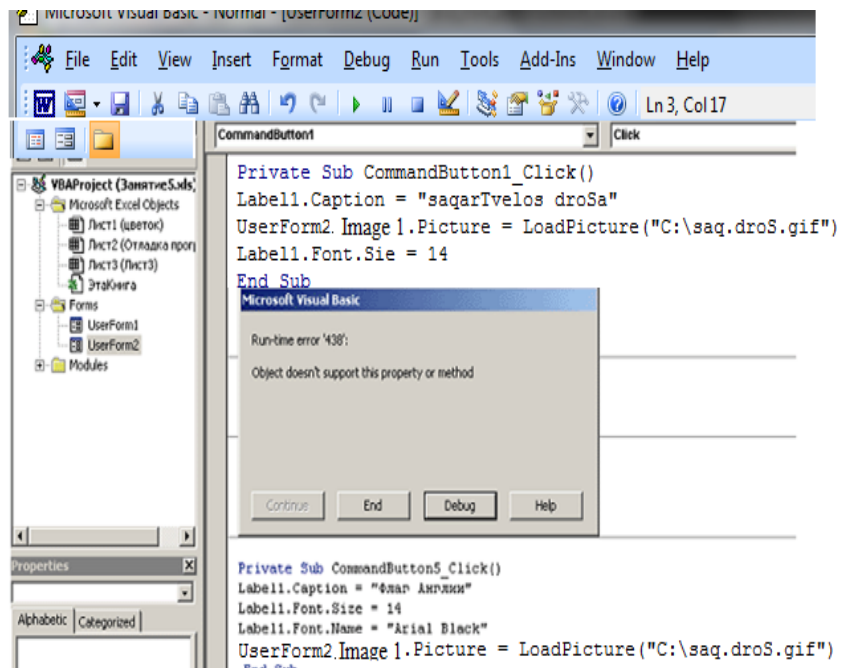 Microsoft Visual Basic - Normal - [UserForm2 (Code)]
File Edit View Insert Format Debug Run Tools Add-Ins Window Help
Ln 3, Col 17
CommandButton1 Click
VBAProject (Занятие5.xls)
Microsoft Excel Objects
Лист1 (цветок)
Лист2 (Отладка прог
Лист3 (Лист3)
ЭтаКнига
Forms
UserForm1
UserForm2
Modules
Private Sub CommandButton1_Click()
Label1.Caption = "saqarTvelos droSa"
UserForm2. Image 1.Picture = LoadPicture("C:\saq.droS.gif")
Label1.Font.Sie = 14
End Sub
Microsoft Visual Basic
Run-time error '438':
Object doesn't support this property or method
Continue End Debug Help
Properties
Alphabetic Categorized
Private Sub CommandButton5_Click()
Label1.Caption = "Флаг Англии"
Label1.Font.Size = 14
Label1.Font.Name = "Arial Black"
UserForm2.Image 1.Picture = LoadPicture("C:\saq.droS.gif")
End Sub